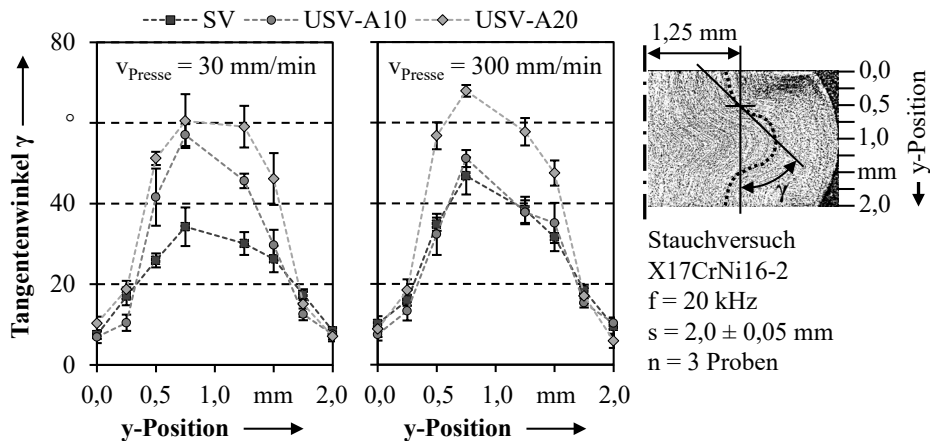 SV USV-A10 USV-A20
80
60
40
20
0
°
Tangentenwinkel γ
v_Presse = 30 mm/min
v_Presse = 300 mm/min
0,0 0,5 1,0 mm 2,0
0,0 0,5 1,0 mm 2,0
y-Position
y-Position
1,25 mm
0,0
0,5
1,0
mm
2,0
y-Position
γ
Stauchversuch
X17CrNi16-2
f = 20 kHz
s = 2,0 ± 0,05 mm
n = 3 Proben